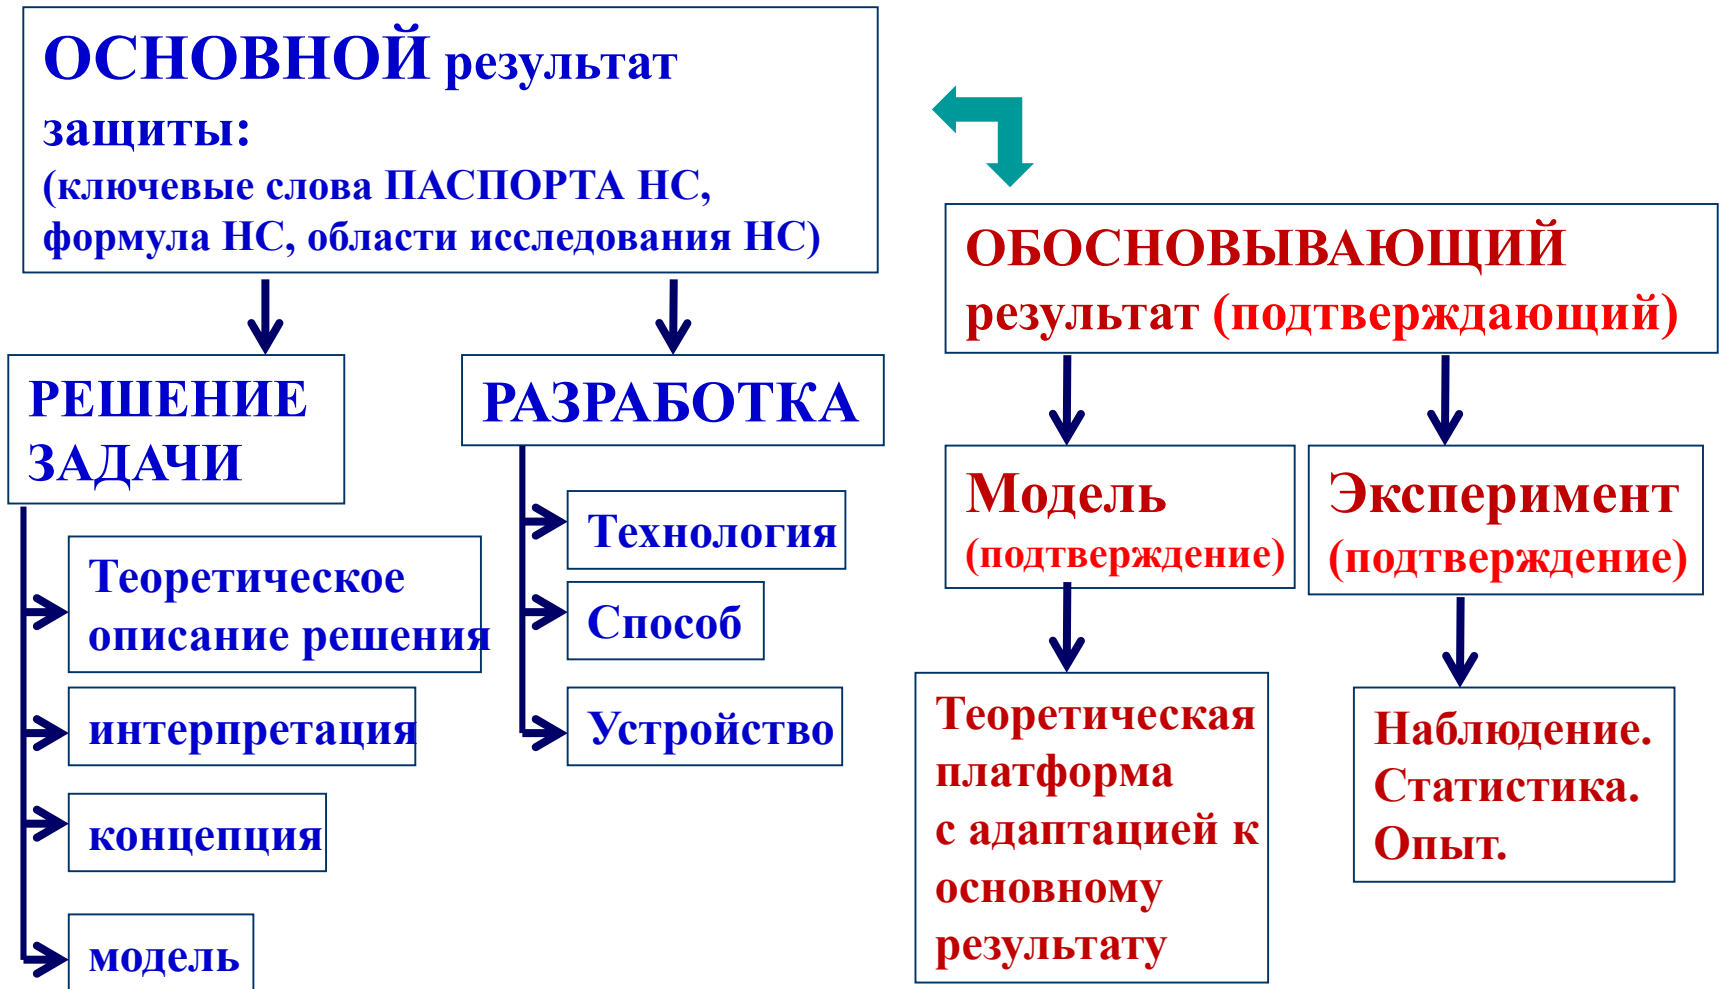 ОСНОВНОЙ результат
защиты:
(ключевые слова ПАСПОРТА НС,
формула НС, области исследования НС)
РЕШЕНИЕ
ЗАДАЧИ
Теоретическое
описание решения
интерпретация
концепция
модель
РАЗРАБОТКА
Технология
Способ
Устройство
ОБОСНОВЫВАЮЩИЙ
результат (подтверждающий)
Модель
(подтверждение)
Теоретическая
платформа
с адаптацией к
основному
результату
Эксперимент
(подтверждение)
Наблюдение.
Статистика.
Опыт.